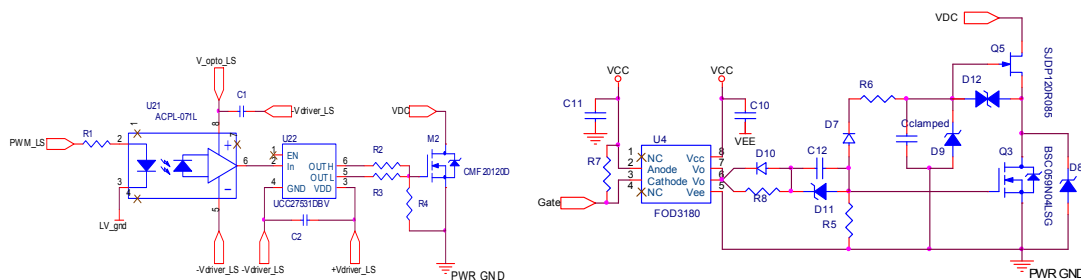 V_opto_LS
C1
-Vdriver_LS
U21
ACPL-071L
PWM_LS
R1
1
2
3
4
8
7
6
5
LV_gnd
U22
EN
In
GND
OUTH
OUTL
VDD
1
2
4
6
5
3
UCC27531DBV
C2
-Vdriver_LS
-Vdriver_LS
+Vdriver_LS
R2
R3
R4
VDC
M2
CMF20120D
PWR_GND
VCC
C11
R7
Gate
VCC
C10
VEE
U4
NC
Anode
Cathode
NC
Vcc
Vo
Vo
Vee
1
2
3
4
8
7
6
5
FOD3180
D10
R8
C12
D11
D7
R5
R6
Cclamped
D9
D12
VDC
Q5
SJDP120R085
Q3
BSC059N04LSG
D8
PWR_GND